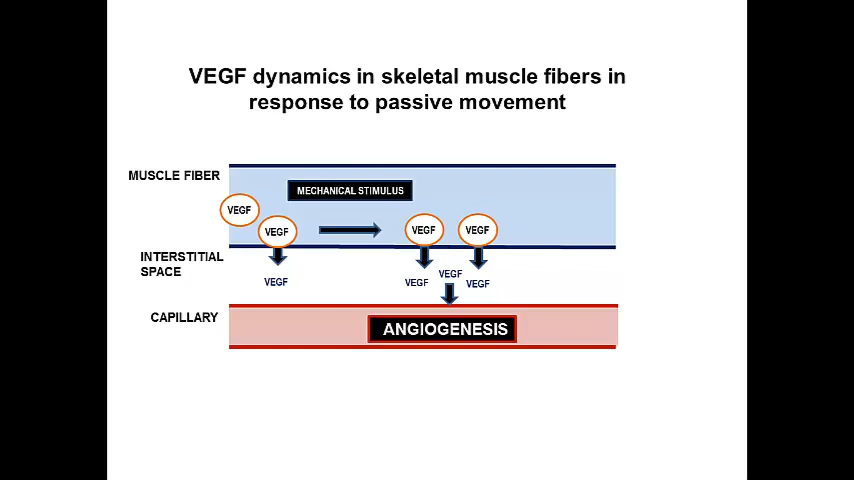 VEGF dynamics in skeletal muscle fibers in
response to passive movement
MUSCLE FIBER
MECHANICAL STIMULUS
VEGF
VEGF
VEGF
VEGF
INTERSTITIAL
SPACE
VEGF
VEGF
VEGF
VEGF
CAPILLARY
ANGIOGENESIS